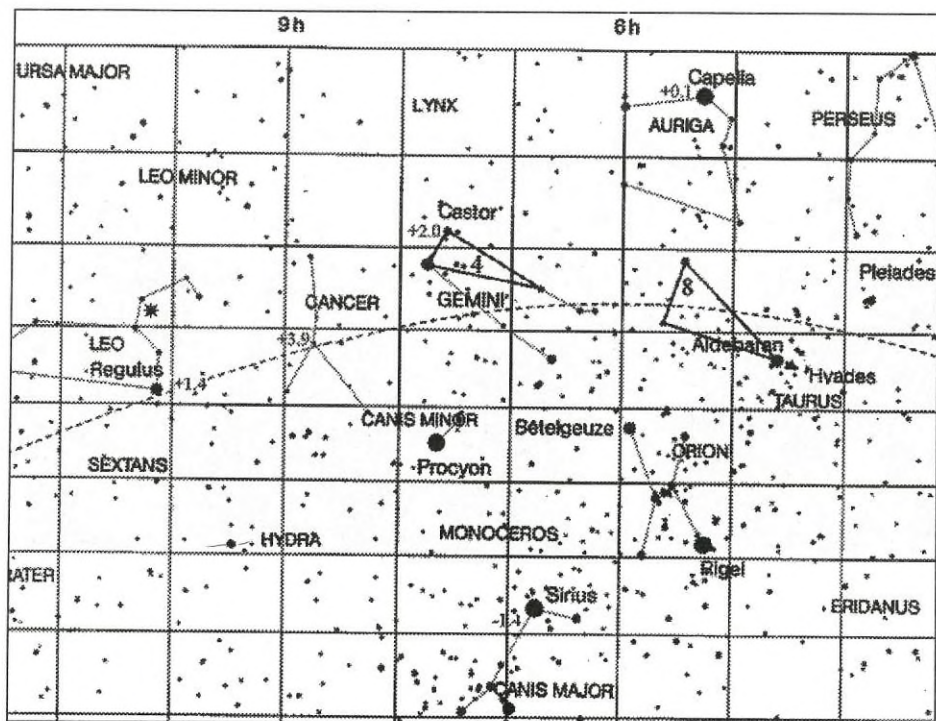 9h 6h
URSA MAJOR
LYNX
+0.1 Capella
AURIGA
PERSEUS
LEO MINOR
+2.0 Castor
4
8
Pleiades
GEMINI
CANCER
+3.9
LEO
Regulus
+1.4
Aldebaran
Hyades
TAURUS
CANIS MINOR
Procyon
Bételgeuze
ORION
SEXTANS
HYDRA
MONOCEROS
Rigel
RATER
Sirius
-1.4
ERIDANUS
CANIS MAJOR